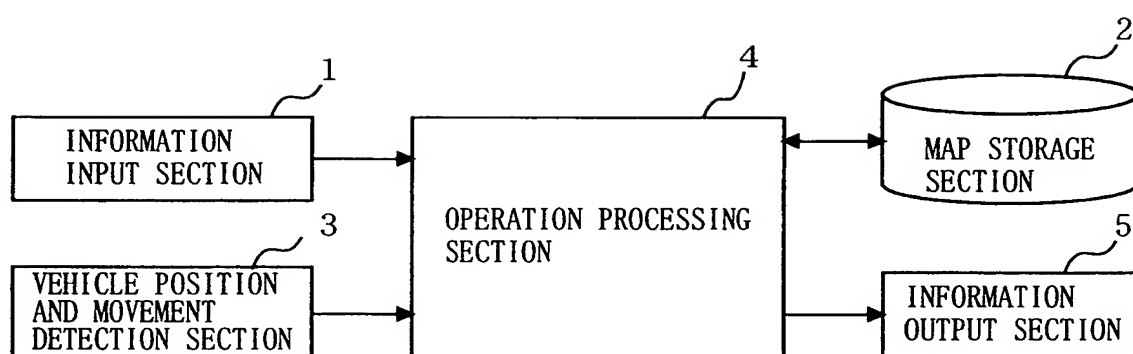 1
INFORMATION
INPUT SECTION
3
VEHICLE POSITION
AND MOVEMENT
DETECTION SECTION
4
OPERATION PROCESSING
SECTION
2
MAP STORAGE
SECTION
5
INFORMATION
OUTPUT SECTION